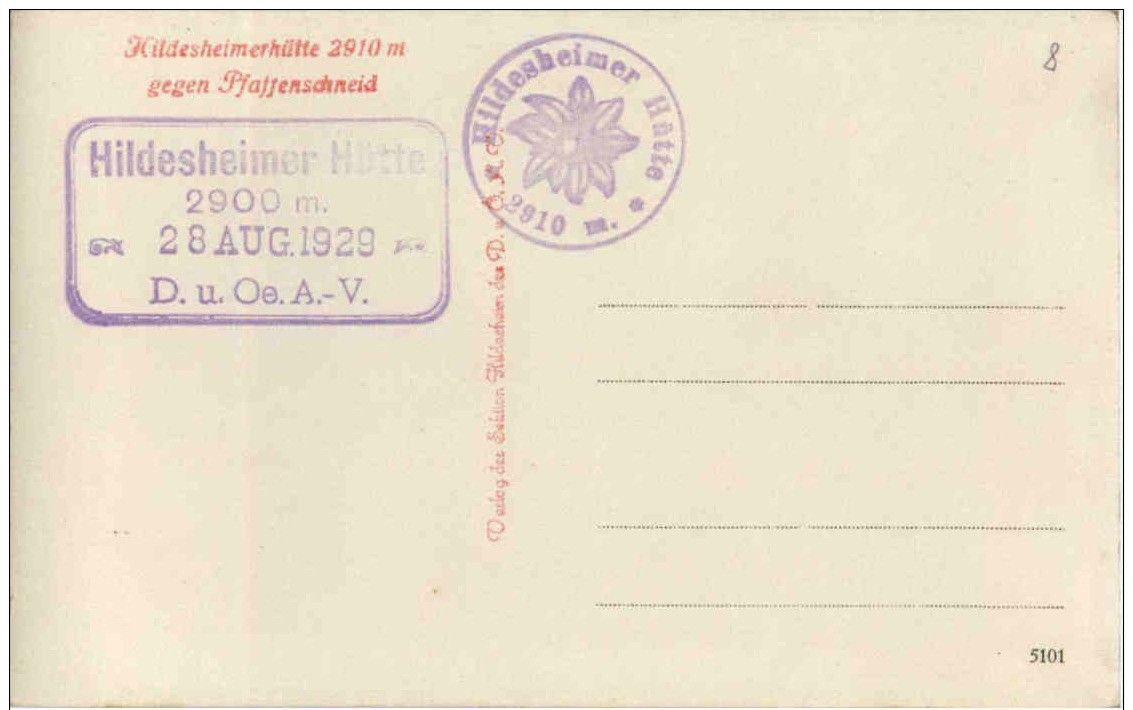 Hildesheimerhütte 2910 m
gegen Pfaffenschneid
Hildesheimer Hütte
2900 m.
28 AUG. 1929
D. u. Oe. A.-V.
Hildesheimer Hütte
* 2910 m. *
Verlag der Sektion Hildesheim des D. u. Ö. A. V.
8
5101